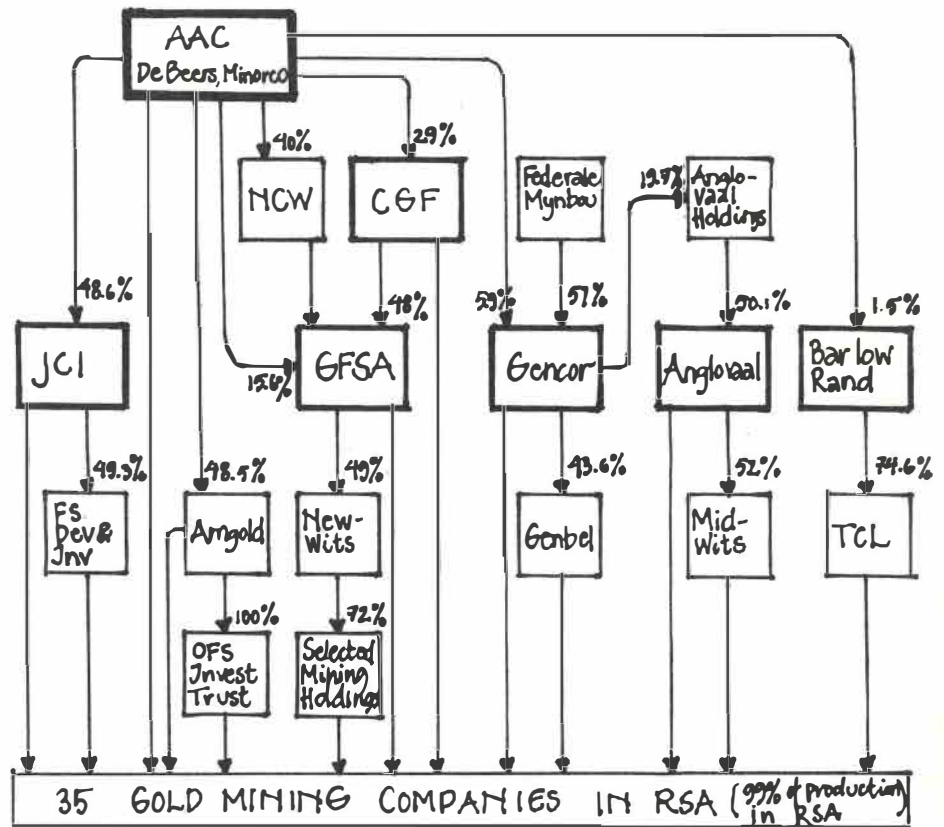 AAC
De Beers, Minorco
40%
29%
NCW
CGF
Federale
Mynbou
19.7%
Anglo-
Vaal
Holdings
48.6%
48%
57%
50.1%
1.5%
JCI
15.6%
GFSA
Gencor
Anglovaal
Barlow
Rand
49.3%
48.5%
49%
43.6%
52%
74.6%
FS
Dev &
Inv
Amgold
New-
Wits
Genbel
Mid-
Wits
TCL
100%
72%
OFS
Invest
Trust
Selected
Mining
Holdings
35 GOLD MINING COMPANIES IN RSA (99% of production)
in RSA